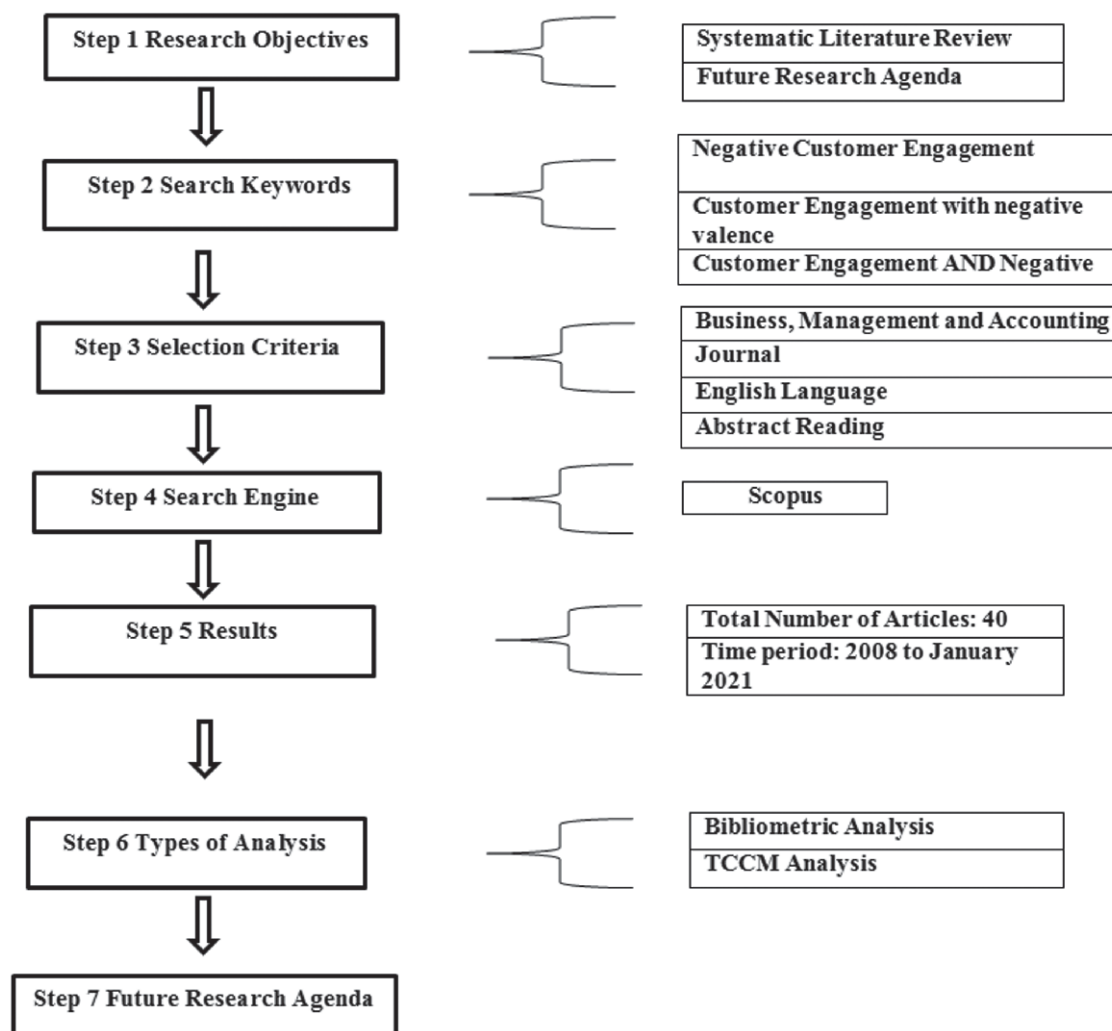 Step 1 Research Objectives
Systematic Literature Review
Future Research Agenda
Step 2 Search Keywords
Negative Customer Engagement
Customer Engagement with negative
valence
Customer Engagement AND Negative
Step 3 Selection Criteria
Business, Management and Accounting
Journal
English Language
Abstract Reading
Step 4 Search Engine
Scopus
Step 5 Results
Total Number of Articles: 40
Time period: 2008 to January
2021
Step 6 Types of Analysis
Bibliometric Analysis
TCCM Analysis
Step 7 Future Research Agenda